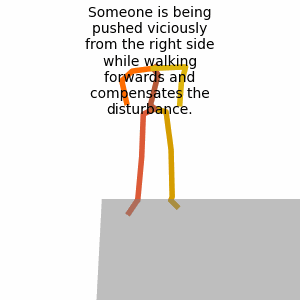 Someone is being
pushed viciously
from the right side
while walking
forwards and
compensates the
disturbance.